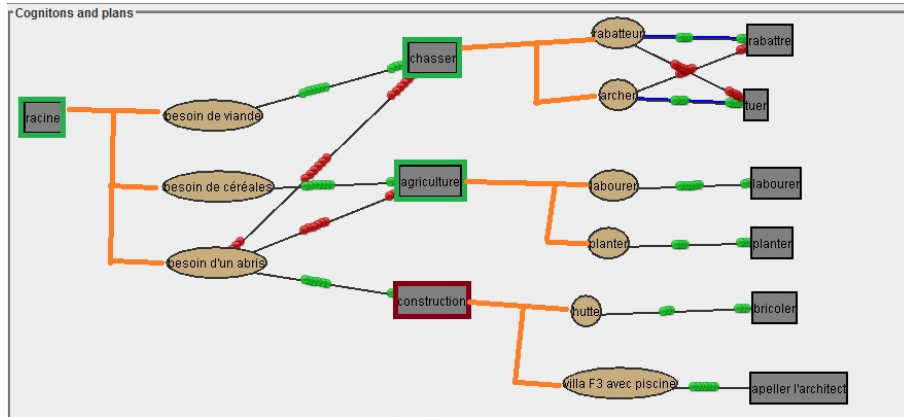 Cognitons and plans
racine
besoin de viande
besoin de céréales
besoin d'un abris
chasser
agriculture
construction
rabatteur
archer
labourer
planter
hutte
villa F3 avec piscine
rabattre
tuer
labourer
planter
bricoler
apeller l'architect